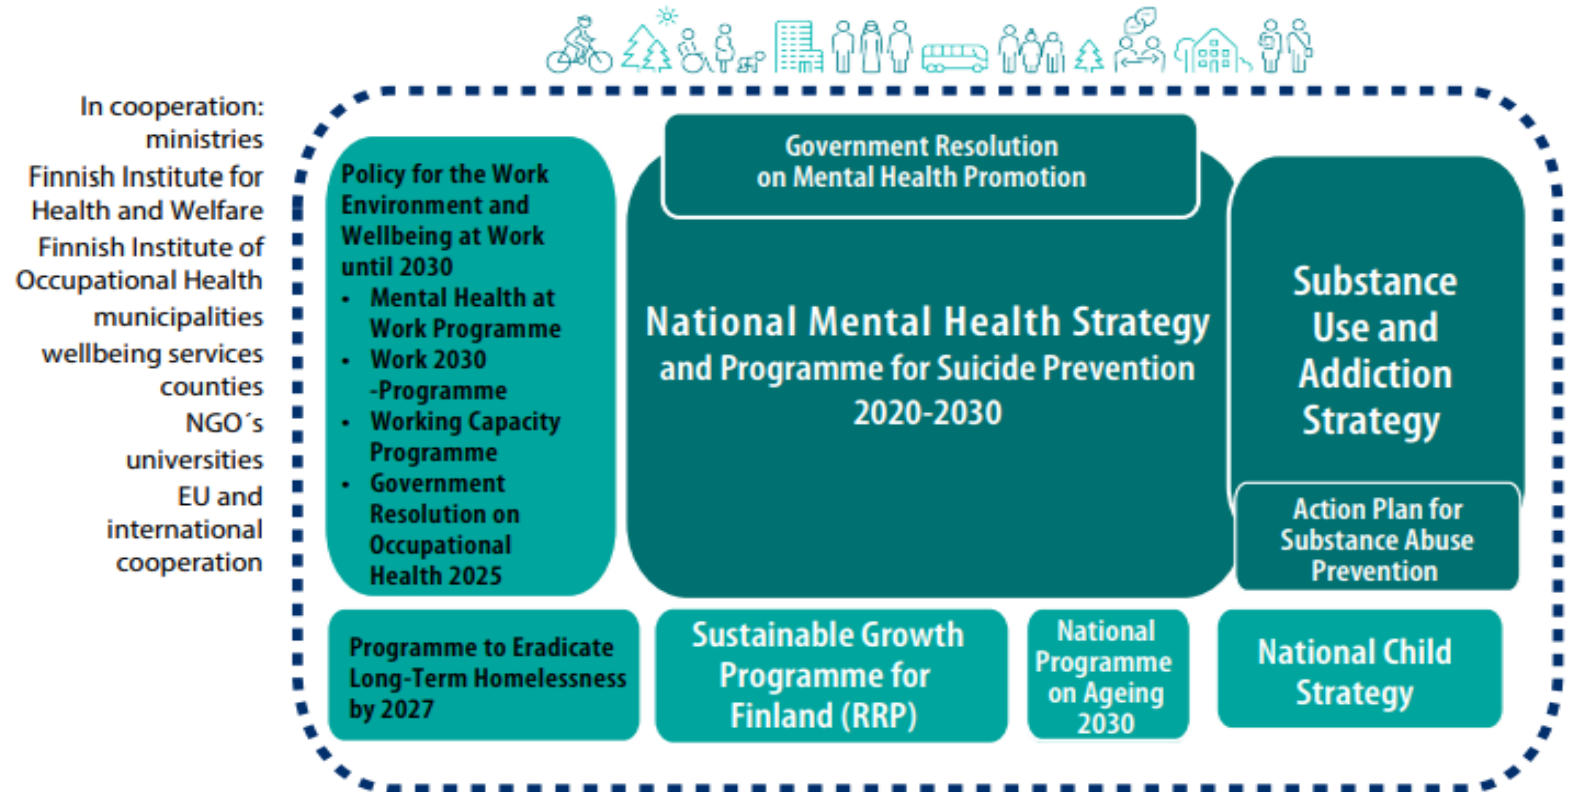 In cooperation:
ministries
Finnish Institute for
Health and Welfare
Finnish Institute of
Occupational Health
municipalities
wellbeing services
counties
NGO´s
universities
EU and
international
cooperation
Policy for the Work
Environment and
Wellbeing at Work
until 2030
• Mental Health at
Work Programme
• Work 2030
-Programme
• Working Capacity
Programme
• Government
Resolution on
Occupational
Health 2025
Government Resolution
on Mental Health Promotion
National Mental Health Strategy
and Programme for Suicide Prevention
2020-2030
Substance
Use and
Addiction
Strategy
Action Plan for
Substance Abuse
Prevention
Programme to Eradicate
Long-Term Homelessness
by 2027
Sustainable Growth
Programme for
Finland (RRP)
National
Programme
on Ageing
2030
National Child
Strategy